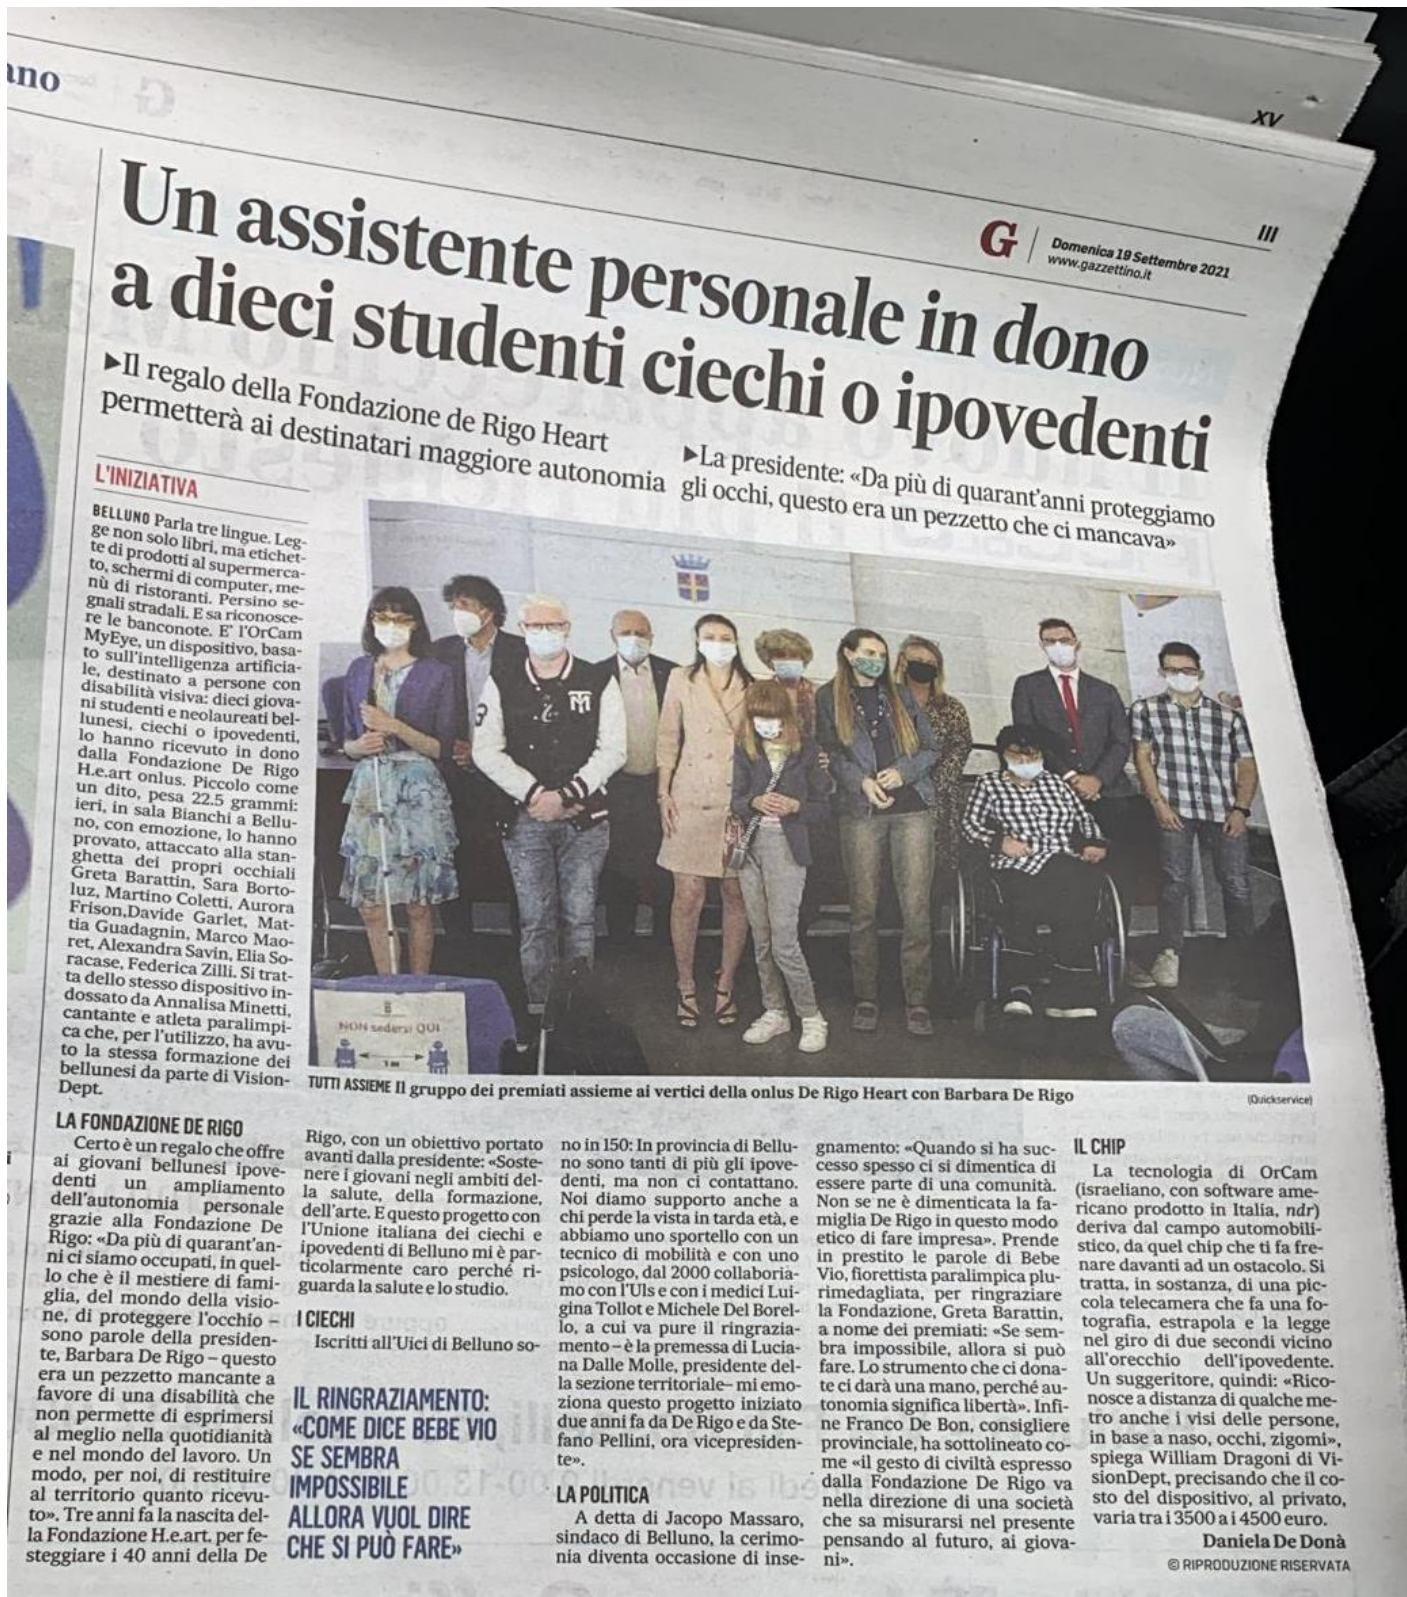 ano
XV
III
G
Domenica 19 Settembre 2021
www.gazzettino.it
Un assistente personale in dono
a dieci studenti ciechi o ipovedenti
►Il regalo della Fondazione de Rigo Heart
permetterà ai destinatari maggiore autonomia
►La presidente: «Da più di quarant'anni proteggiamo
gli occhi, questo era un pezzetto che ci mancava»
L'INIZIATIVA
BELLUNO Parla tre lingue. Leg-
ge non solo libri, ma etichet-
te di prodotti al supermerca-
to, schermi di computer, me-
nù di ristoranti. Persino se-
gnali stradali. E sa riconosce-
re le banconote. E' l'OrCam
MyEye, un dispositivo, basa-
to sull'intelligenza artificia-
le, destinato a persone con
disabilità visiva: dieci giova-
ni studenti e neolaureati bel-
lunesi, ciechi o ipovedenti,
lo hanno ricevuto in dono
dalla Fondazione De Rigo
H.e.art onlus. Piccolo come
un dito, pesa 22.5 grammi:
ieri, in sala Bianchi a Bellu-
no, con emozione, lo hanno
provato, attaccato alla stan-
ghetta dei propri occhiali
Greta Barattin, Sara Borto-
luz, Martino Coletti, Aurora
Frison,Davide Garlet, Mat-
tia Guadagnin, Marco Mao-
ret, Alexandra Savin, Elia So-
racase, Federica Zilli. Si trat-
ta dello stesso dispositivo in-
dossato da Annalisa Minetti,
cantante e atleta paralimpi-
ca che, per l'utilizzo, ha avu-
to la stessa formazione dei
bellunesi da parte di Vision-
Dept.
NON sedersi QUI
1 m
TUTTI ASSIEME Il gruppo dei premiati assieme ai vertici della onlus De Rigo Heart con Barbara De Rigo
(Quickservice)
LA FONDAZIONE DE RIGO
Certo è un regalo che offre
ai giovani bellunesi ipove-
denti un ampliamento
dell'autonomia personale
grazie alla Fondazione De
Rigo: «Da più di quarant'an-
ni ci siamo occupati, in quel-
lo che è il mestiere di fami-
glia, del mondo della visio-
ne, di proteggere l'occhio –
sono parole della presiden-
te, Barbara De Rigo – questo
era un pezzetto mancante a
favore di una disabilità che
non permette di esprimersi
al meglio nella quotidianità
e nel mondo del lavoro. Un
modo, per noi, di restituire
al territorio quanto ricevu-
to». Tre anni fa la nascita del-
la Fondazione H.e.art. per fe-
steggiare i 40 anni della De
Rigo, con un obiettivo portato
avanti dalla presidente: «Soste-
nere i giovani negli ambiti del-
la salute, della formazione,
dell'arte. E questo progetto con
l'Unione italiana dei ciechi e
ipovedenti di Belluno mi è par-
ticolarmente caro perché ri-
guarda la salute e lo studio.
I CIECHI
Iscritti all'Uici di Belluno so-
IL RINGRAZIAMENTO:
«COME DICE BEBE VIO
SE SEMBRA
IMPOSSIBILE
ALLORA VUOL DIRE
CHE SI PUÒ FARE»
no in 150: In provincia di Bellu-
no sono tanti di più gli ipove-
denti, ma non ci contattano.
Noi diamo supporto anche a
chi perde la vista in tarda età, e
abbiamo uno sportello con un
tecnico di mobilità e con uno
psicologo, dal 2000 collaboria-
mo con l'Uls e con i medici Lui-
gina Tollot e Michele Del Borel-
lo, a cui va pure il ringrazia-
mento – è la premessa di Lucia-
na Dalle Molle, presidente del-
la sezione territoriale– mi emo-
ziona questo progetto iniziato
due anni fa da De Rigo e da Ste-
fano Pellini, ora vicepresiden-
te».
LA POLITICA
A detta di Jacopo Massaro,
sindaco di Belluno, la cerimo-
nia diventa occasione di inse-
gnamento: «Quando si ha suc-
cesso spesso ci si dimentica di
essere parte di una comunità.
Non se ne è dimenticata la fa-
miglia De Rigo in questo modo
etico di fare impresa». Prende
in prestito le parole di Bebe
Vio, fiorettista paralimpica plu-
rimedagliata, per ringraziare
la Fondazione, Greta Barattin,
a nome dei premiati: «Se sem-
bra impossibile, allora si può
fare. Lo strumento che ci dona-
te ci darà una mano, perché au-
tonomia significa libertà». Infi-
ne Franco De Bon, consigliere
provinciale, ha sottolineato co-
me «il gesto di civiltà espresso
dalla Fondazione De Rigo va
nella direzione di una società
che sa misurarsi nel presente
pensando al futuro, ai giova-
ni».
IL CHIP
La tecnologia di OrCam
(israeliano, con software ame-
ricano prodotto in Italia, ndr)
deriva dal campo automobili-
stico, da quel chip che ti fa fre-
nare davanti ad un ostacolo. Si
tratta, in sostanza, di una pic-
cola telecamera che fa una fo-
tografia, estrapola e la legge
nel giro di due secondi vicino
all'orecchio dell'ipovedente.
Un suggeritore, quindi: «Rico-
nosce a distanza di qualche me-
tro anche i visi delle persone,
in base a naso, occhi, zigomi»,
spiega William Dragoni di Vi-
sionDept, precisando che il co-
sto del dispositivo, al privato,
varia tra i 3500 a i 4500 euro.
Daniela De Donà
© RIPRODUZIONE RISERVATA